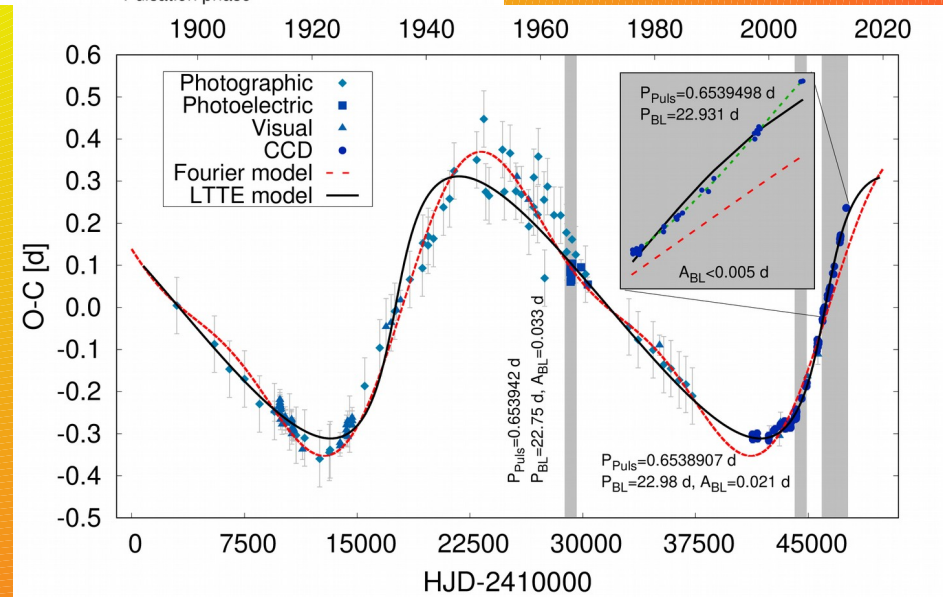 Pulsation phase
1900 1920 1940 1960 1980 2000 2020
0.6
0.5
0.4
0.3
0.2
0.1
0.0
-0.1
-0.2
-0.3
-0.4
-0.5
O-C [d]
Photographic
Photoelectric
Visual
CCD
Fourier model
LTTE model
P_Puls=0.6539498 d
P_BL=22.931 d
A_BL<0.005 d
P_Puls=0.653942 d
P_BL=22.775 d, A_BL=0.033 d
P_Puls=0.6538907 d
P_BL=22.98 d, A_BL=0.021 d
0 7500 15000 22500 30000 37500 45000
HJD-2410000